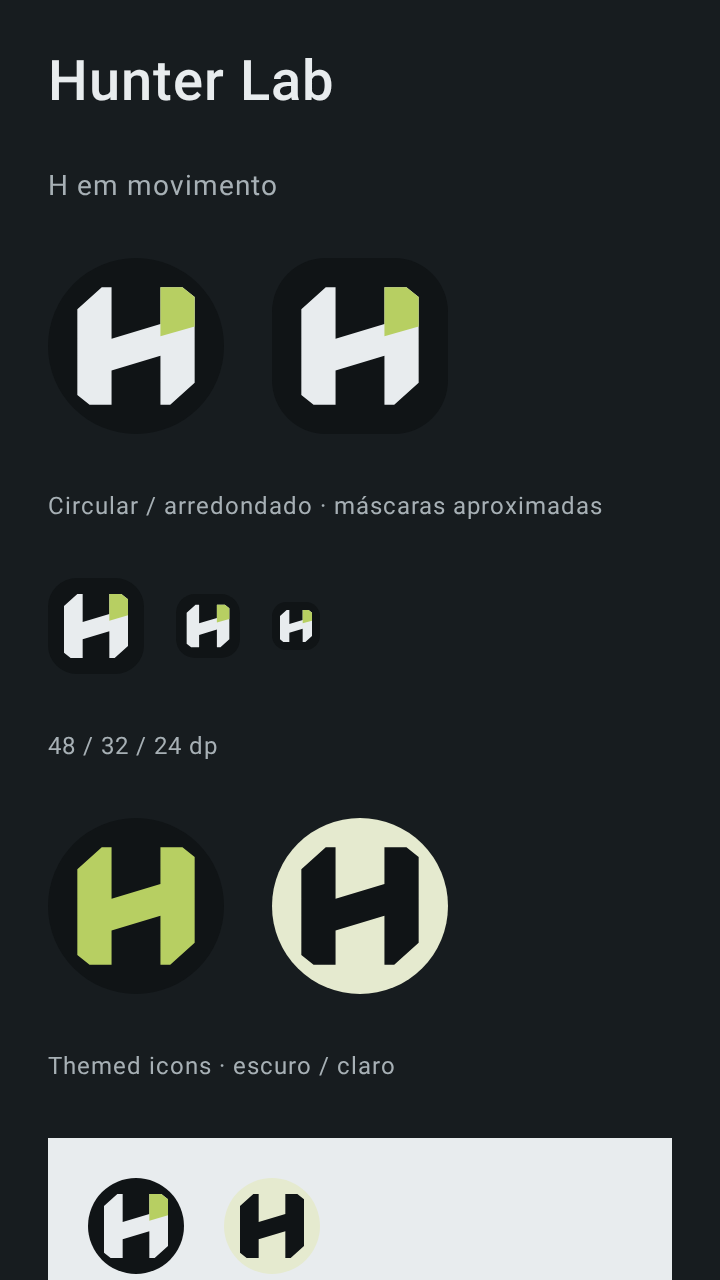 Hunter Lab
H em movimento
Circular / arredondado · máscaras aproximadas
48 / 32 / 24 dp
Themed icons · escuro / claro